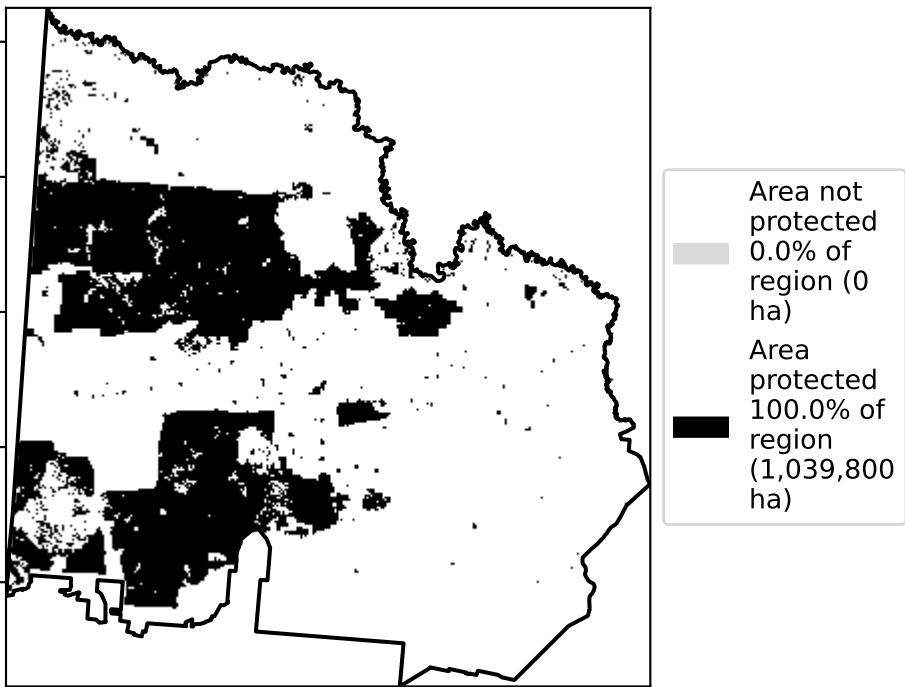 Area not
protected
0.0% of
region (0
ha)
Area
protected
100.0% of
region
(1,039,800
ha)